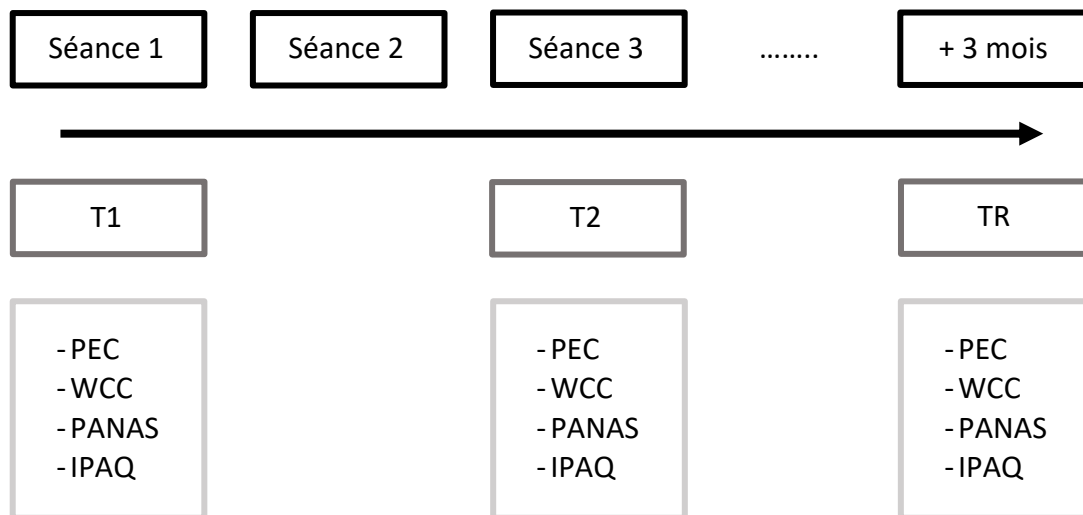 Séance 1 Séance 2 Séance 3 …….. + 3 mois
T1 T2 TR
-PEC -PEC -PEC
-WCC -WCC -WCC
-PANAS -PANAS -PANAS
-IPAQ -IPAQ -IPAQ